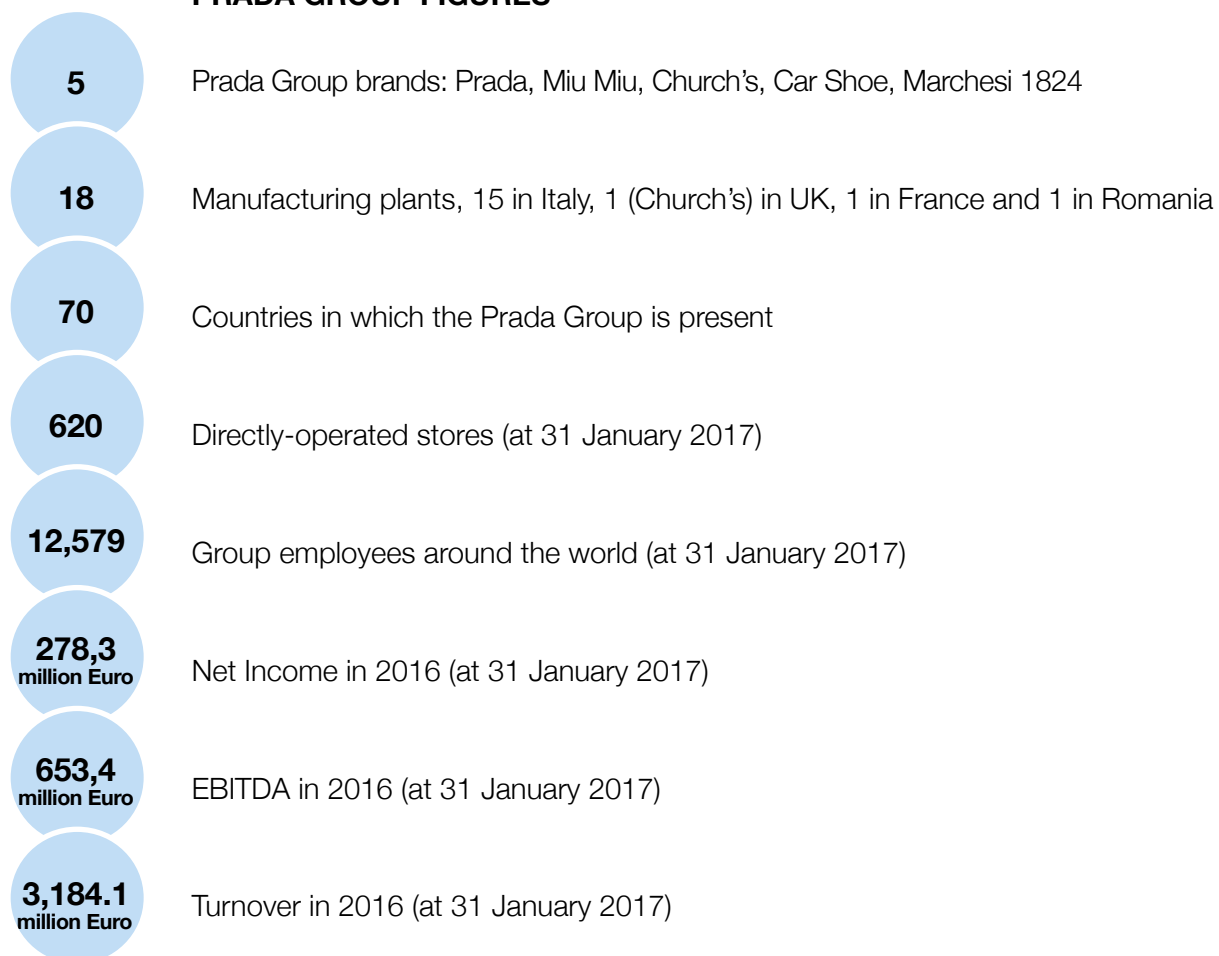 PRADA GROUP FIGURES
5
Prada Group brands: Prada, Miu Miu, Church’s, Car Shoe, Marchesi 1824
18
Manufacturing plants, 15 in Italy, 1 (Church’s) in UK, 1 in France and 1 in Romania
70
Countries in which the Prada Group is present
620
Directly-operated stores (at 31 January 2017)
12,579
Group employees around the world (at 31 January 2017)
278,3
million Euro
Net Income in 2016 (at 31 January 2017)
653,4
million Euro
EBITDA in 2016 (at 31 January 2017)
3,184.1
million Euro
Turnover in 2016 (at 31 January 2017)